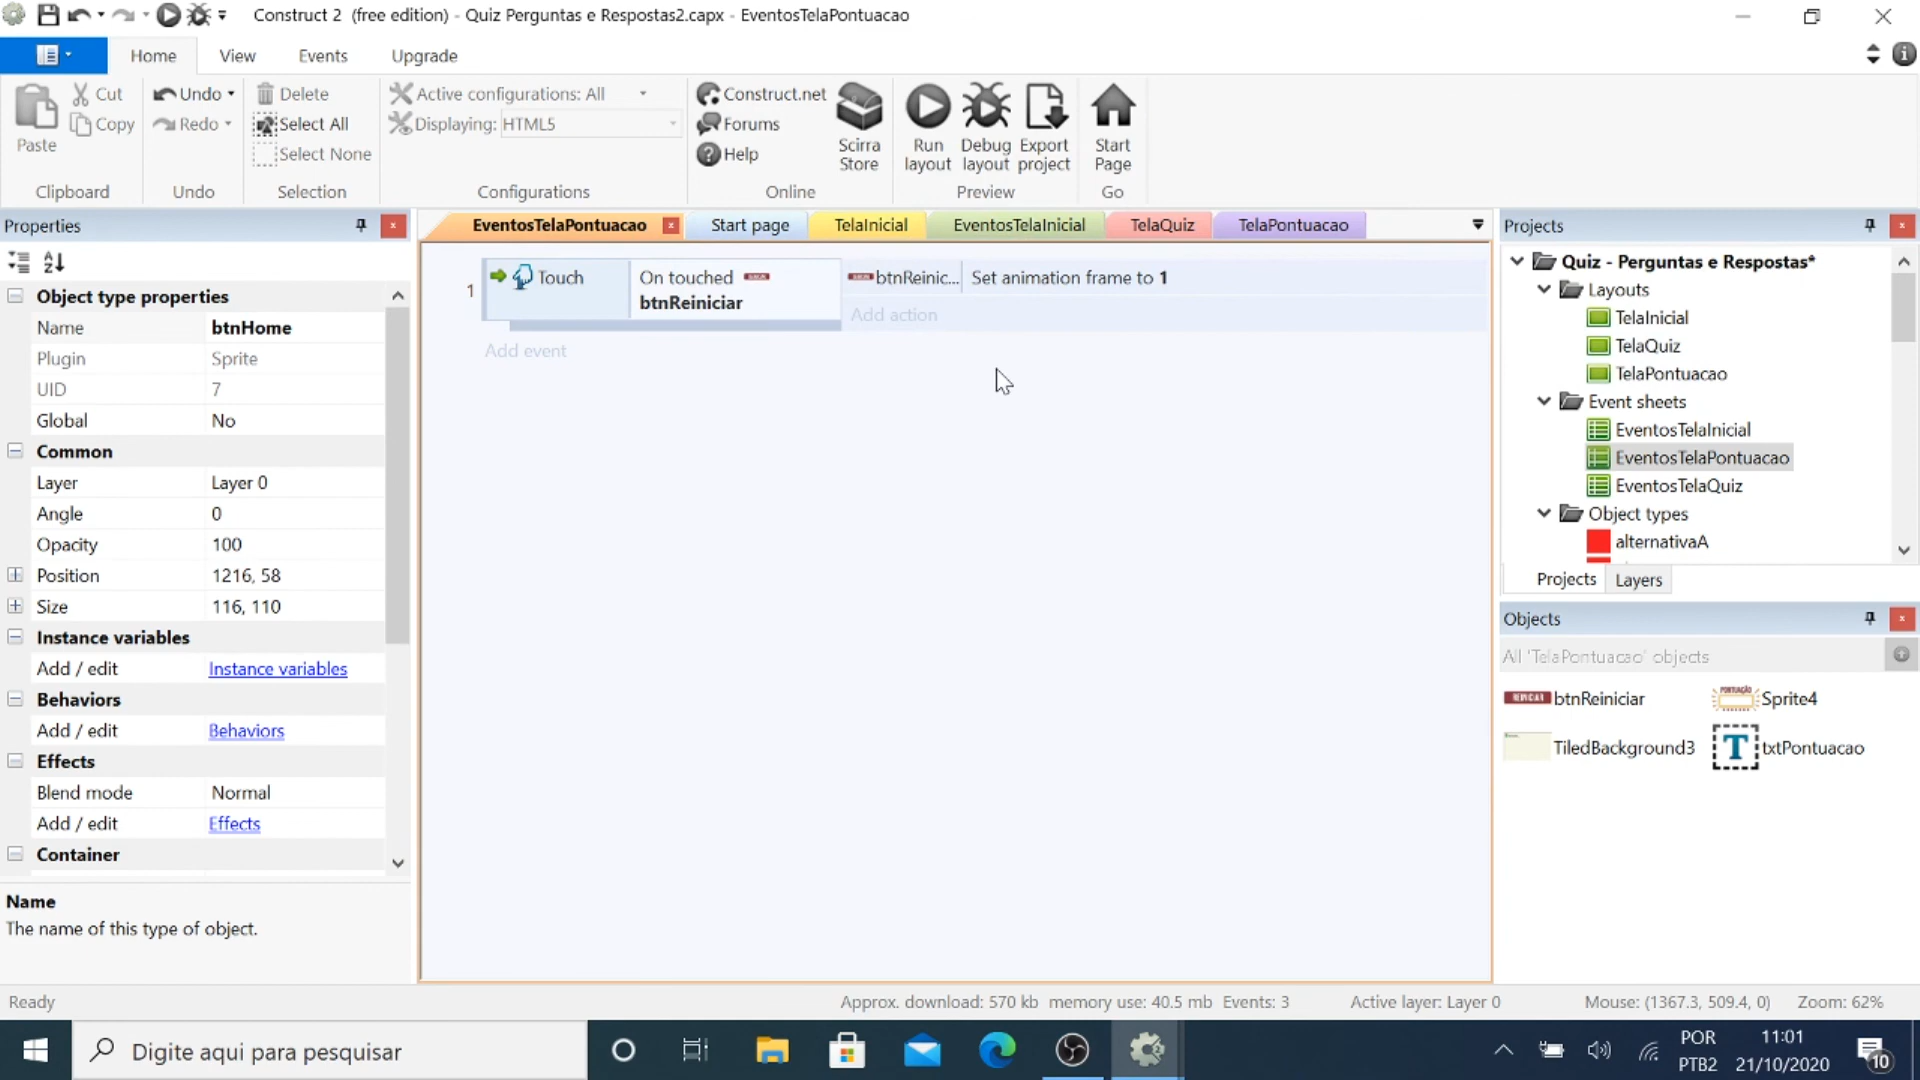 Construct 2 (free edition) - Quiz Perguntas e Respostas2.capx - EventosTelaPontuacao
Home View Events Upgrade
Paste
Cut
Copy
Clipboard
Undo
Redo
Undo
Delete
Select All
Select None
Selection
Active configurations: All
Displaying: HTML5
Configurations
Construct.net
Forums
Help
Scirra
Store
Online
Run
layout
Debug
layout
Export
project
Preview
Start
Page
Go
Properties
Object type properties
Name btnHome
Plugin Sprite
UID 7
Global No
Common
Layer Layer 0
Angle 0
Opacity 100
Position 1216, 58
Size 116, 110
Instance variables
Add / edit Instance variables
Behaviors
Add / edit Behaviors
Effects
Blend mode Normal
Add / edit Effects
Container
Name
The name of this type of object.
EventosTelaPontuacao Start page TelaInicial EventosTelaInicial TelaQuiz TelaPontuacao
1 Touch On touched btnReinic... Set animation frame to 1
btnReiniciar Add action
Add event
Projects
Quiz - Perguntas e Respostas*
Layouts
TelaInicial
TelaQuiz
TelaPontuacao
Event sheets
EventosTelaInicial
EventosTelaPontuacao
EventosTelaQuiz
Object types
alternativaA
Projects Layers
Objects
All 'TelaPontuacao' objects
REINICIAR btnReiniciar
PONTUAÇÃO Sprite4
TiledBackground3
T txtPontuacao
Ready Approx. download: 570 kb memory use: 40.5 mb Events: 3 Active layer: Layer 0 Mouse: (1367.3, 509.4, 0) Zoom: 62%
Digite aqui para pesquisar
POR
PTB2
11:01
21/10/2020
10